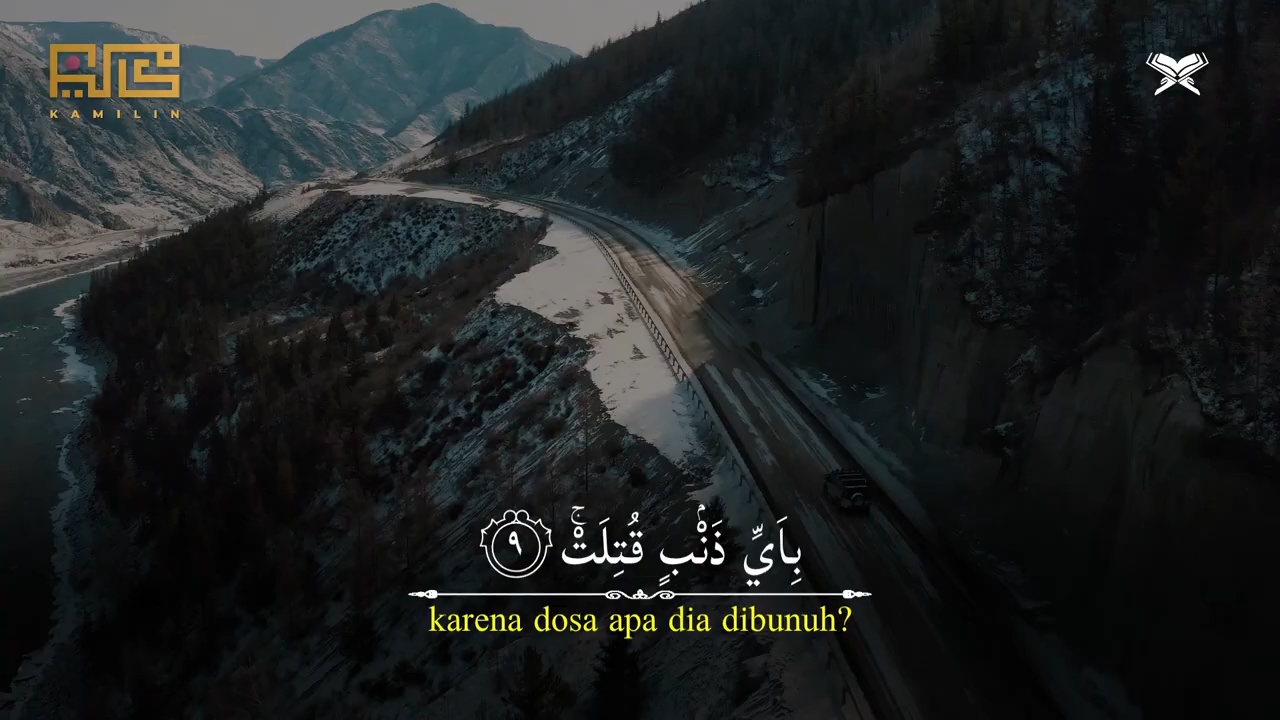 KAMILIN
بِاَيِّ ذَنْۢبٍ قُتِلَتْۚ ٩
karena dosa apa dia dibunuh?